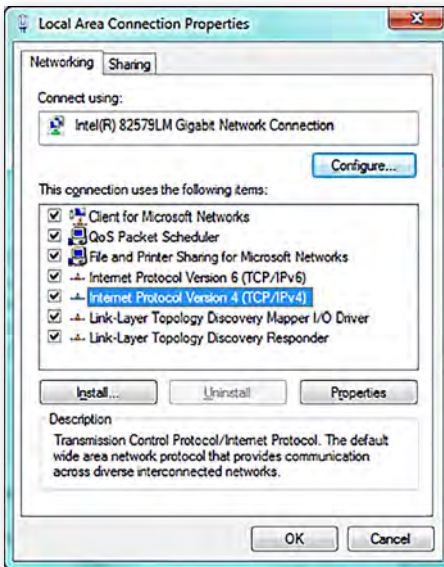 Local Area Connection Properties
Networking
Sharing
Connect using:
Intel(R) 82579LM Gigabit Network Connection
Configure...
This connection uses the following items:
Client for Microsoft Networks
QoS Packet Scheduler
File and Printer Sharing for Microsoft Networks
Internet Protocol Version 6 (TCP/IPv6)
Internet Protocol Version 4 (TCP/IPv4)
Link-Layer Topology Discovery Mapper I/O Driver
Link-Layer Topology Discovery Responder
Install...
Uninstall
Properties
Description
Transmission Control Protocol/Internet Protocol. The default
wide area network protocol that provides communication
across diverse interconnected networks.
OK
Cancel